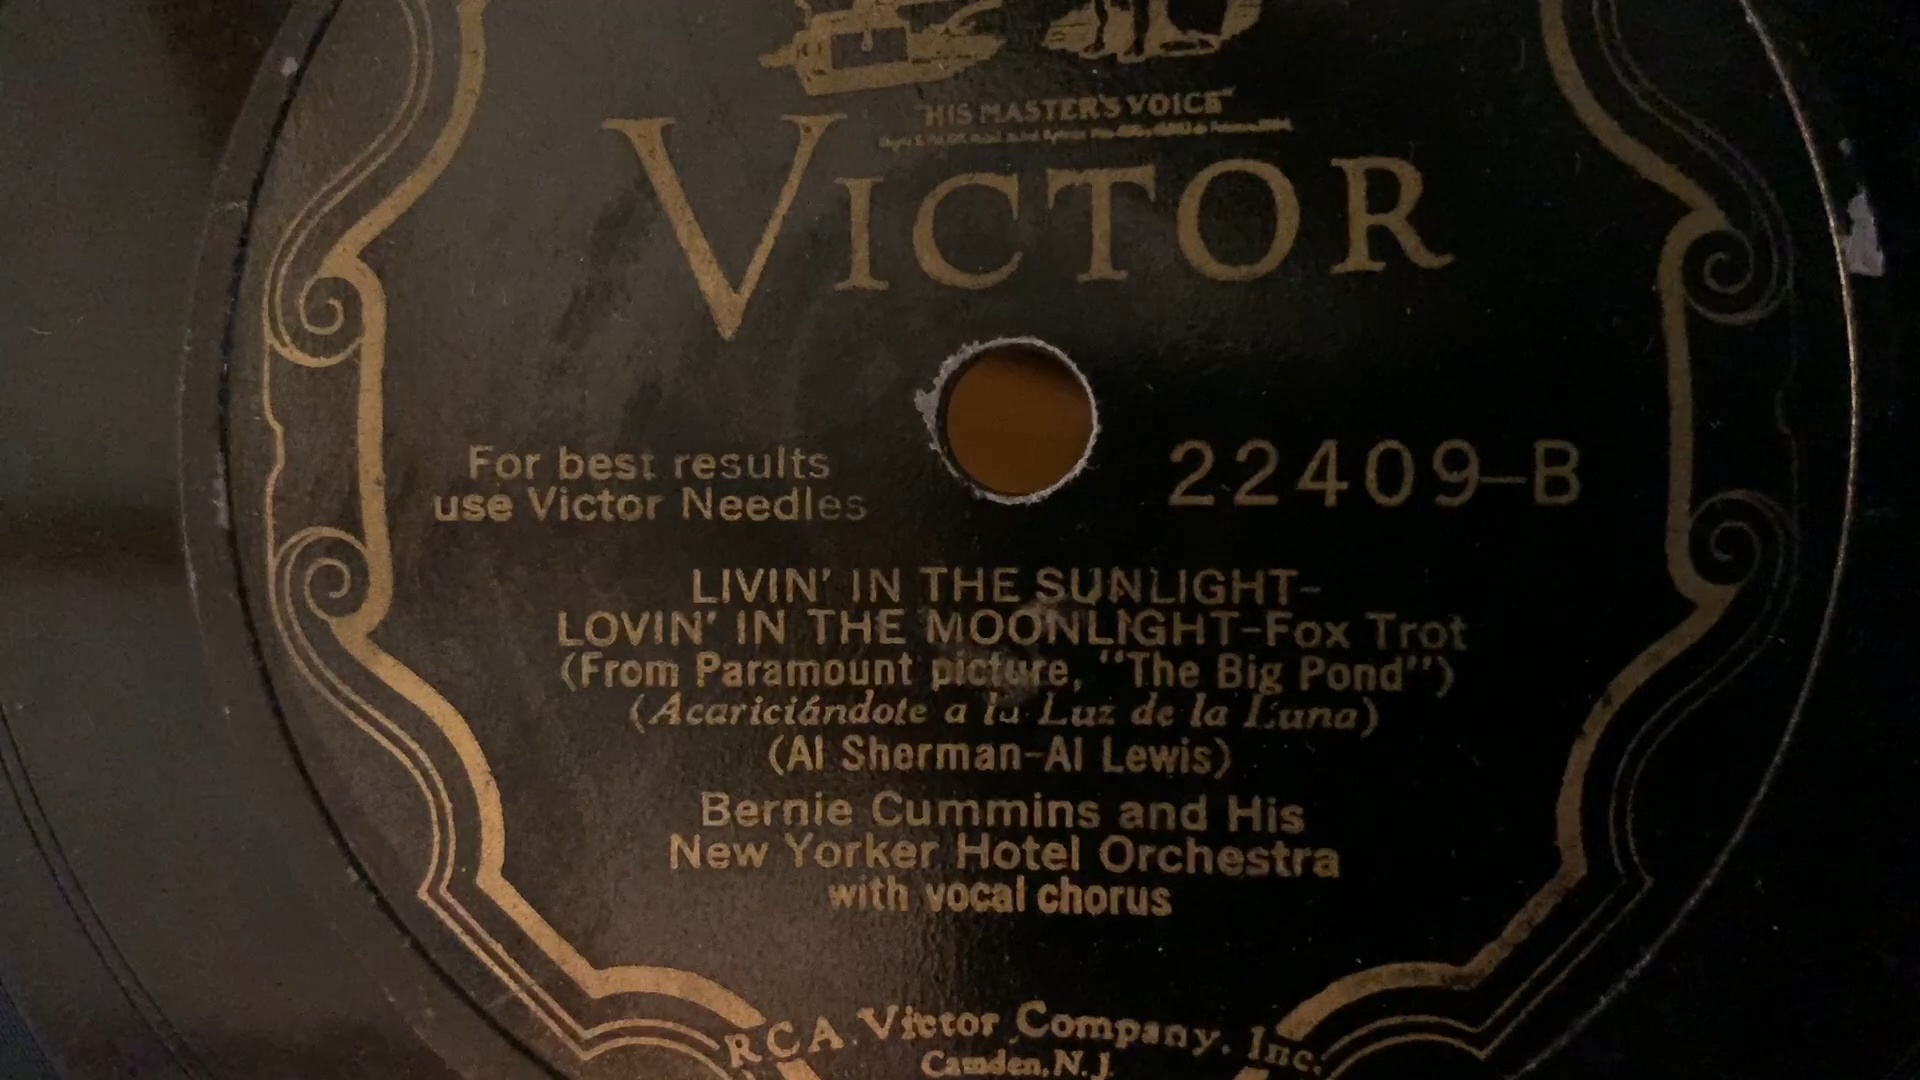 "HIS MASTER'S VOICE"
VICTOR
For best results
use Victor Needles
22409-B
LIVIN' IN THE SUNLIGHT-
LOVIN' IN THE MOONLIGHT-Fox Trot
(From Paramount picture, "The Big Pond")
(Acariciándote a la Luz de la Luna)
(Al Sherman-Al Lewis)
Bernie Cummins and His
New Yorker Hotel Orchestra
with vocal chorus
RCA Victor Company, Inc.
Camden, N.J.